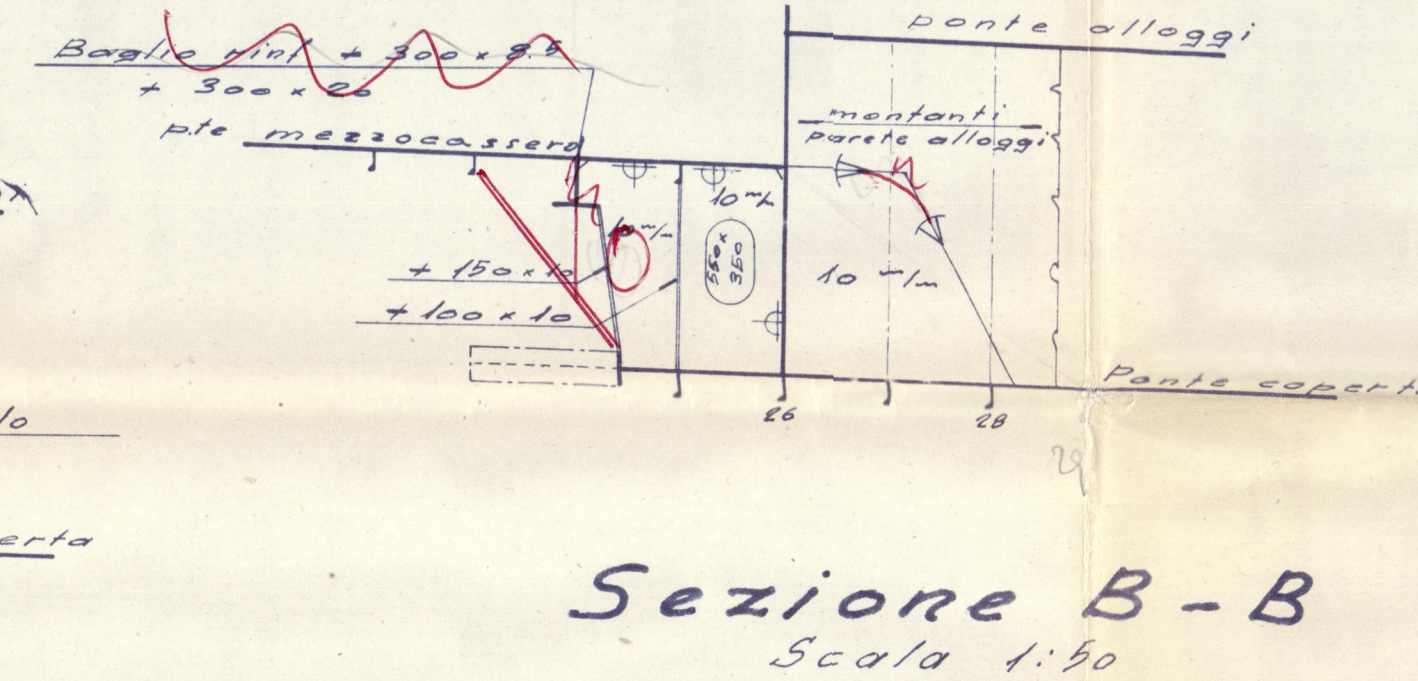 ponte alloggi
Baglio rinf + 300 x 8.5
+ 300 x 20
montanti
parete alloggi
p.te mezzocassero
10 m/m
10 m/m
550 x
350
+ 150 x 10
10 m/m
+ 100 x 10
Ponte copert
26
28
lo
erta
Sezione B - B
Scala 1:50